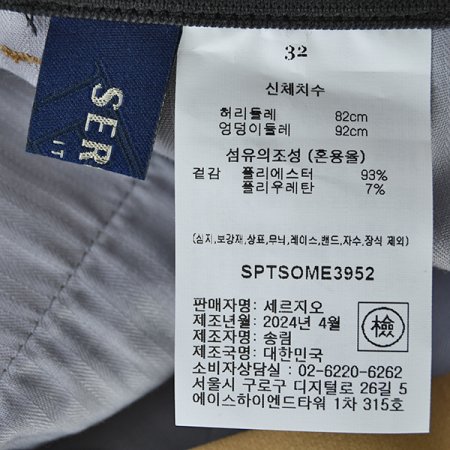 SER
IT
32
신체치수
허리둘레 82cm
엉덩이둘레 92cm
섬유의조성 (혼용율)
겉감 폴리에스터 93%
폴리우레탄 7%
(심지,보강재,상표,무늬,레이스,밴드,자수,장식 제외)
SPTSOME3952
판매자명: 세르지오
제조년월: 2024년 4월
제조자명: 송림
제조국명: 대한민국
소비자상담실 : 02-6220-6262
서울시 구로구 디지털로 26길 5
에이스하이엔드타워 1차 315호
檢